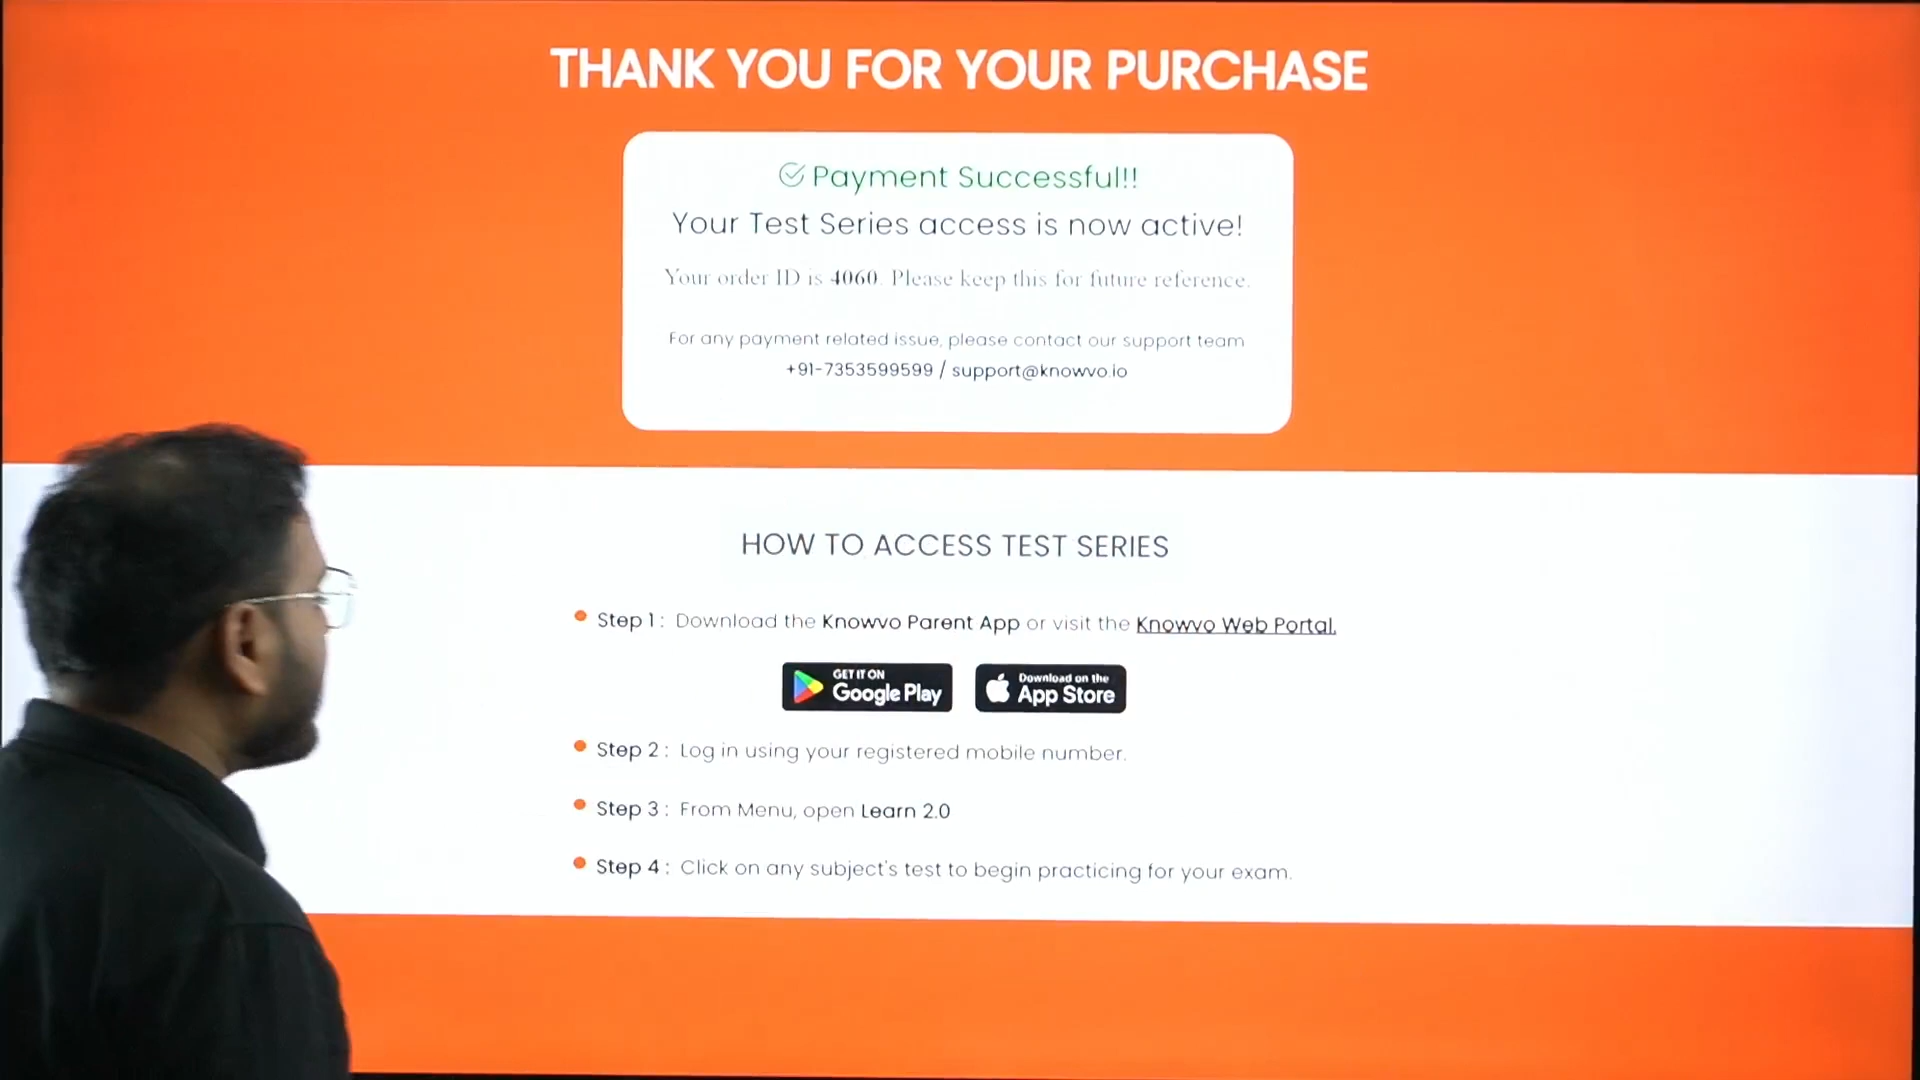 THANK YOU FOR YOUR PURCHASE
Payment Successful!!
Your Test Series access is now active!
Your order ID is 4060. Please keep this for future reference.
For any payment related issue, please contact our support team
+91-7353599599 / support@knowvo.io
HOW TO ACCESS TEST SERIES
Step 1 : Download the Knowvo Parent App or visit the Knowvo Web Portal.
GET IT ON
Google Play
Download on the
App Store
Step 2 : Log in using your registered mobile number.
Step 3 : From Menu, open Learn 2.0
Step 4 : Click on any subject's test to begin practicing for your exam.